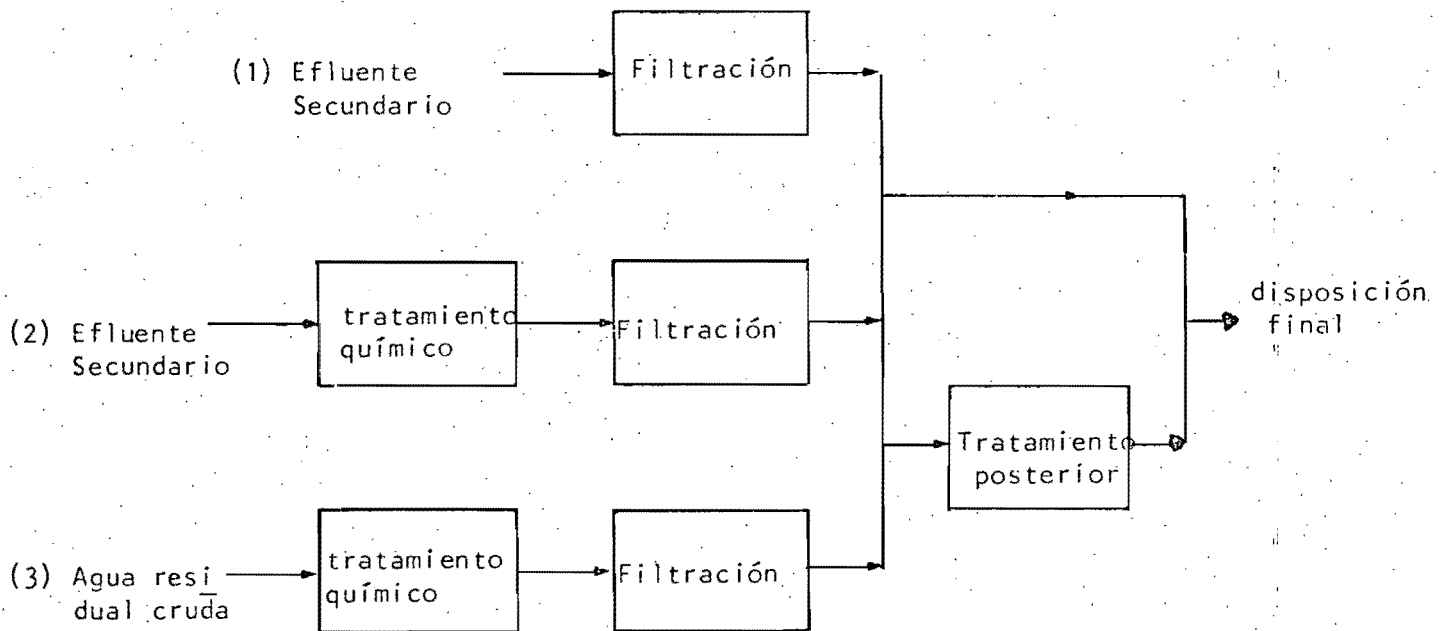 (1) Efluente
Secundario
Filtración
(2) Efluente
Secundario
tratamiento
químico
Filtración
disposición
final
Tratamiento
posterior
(3) Agua resi
dual cruda
tratamiento
químico
Filtración